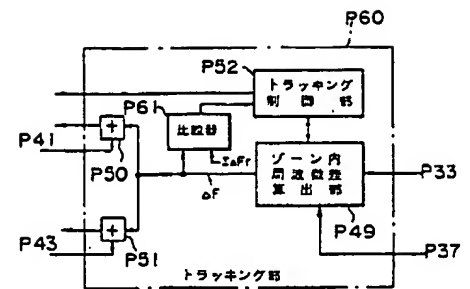 P60
P52
トラッキング
制御部
P61
比較器
P41
+
P50
ΣΔFr
ゾーン内
周波数差
算出部
P33
ΔF
P49
P43
+
P51
P37
トラッキング部